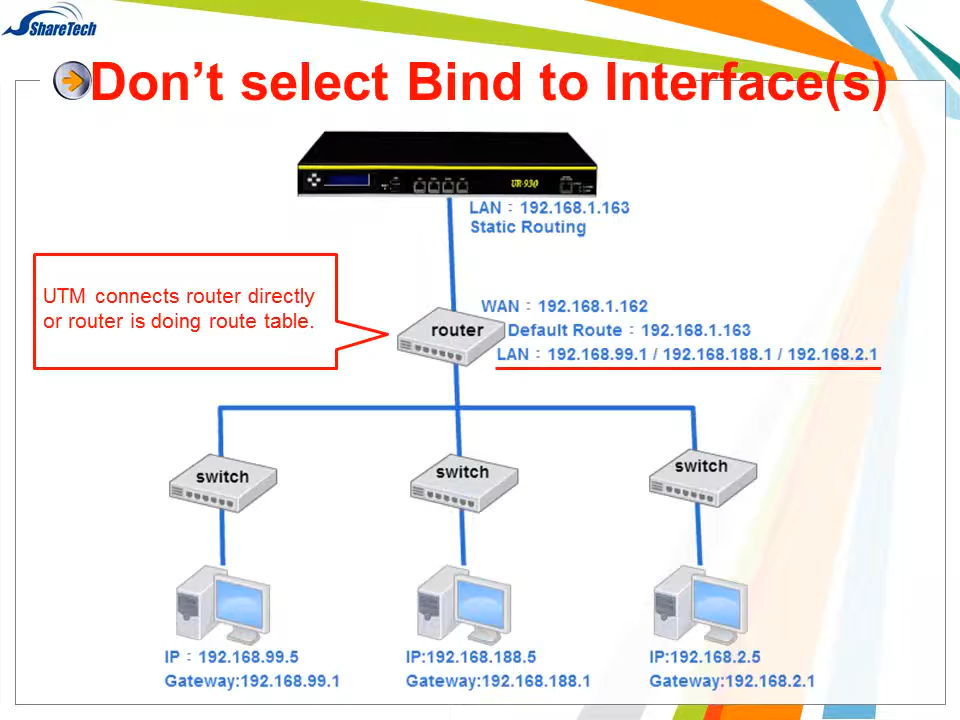 ShareTech
Don’t select Bind to Interface(s)
UR-930
LAN：192.168.1.163
Static Routing
UTM connects router directly
or router is doing route table.
WAN：192.168.1.162
router
Default Route：192.168.1.163
LAN：192.168.99.1 / 192.168.188.1 / 192.168.2.1
switch
switch
switch
IP：192.168.99.5
Gateway:192.168.99.1
IP:192.168.188.5
Gateway:192.168.188.1
IP:192.168.2.5
Gateway:192.168.2.1